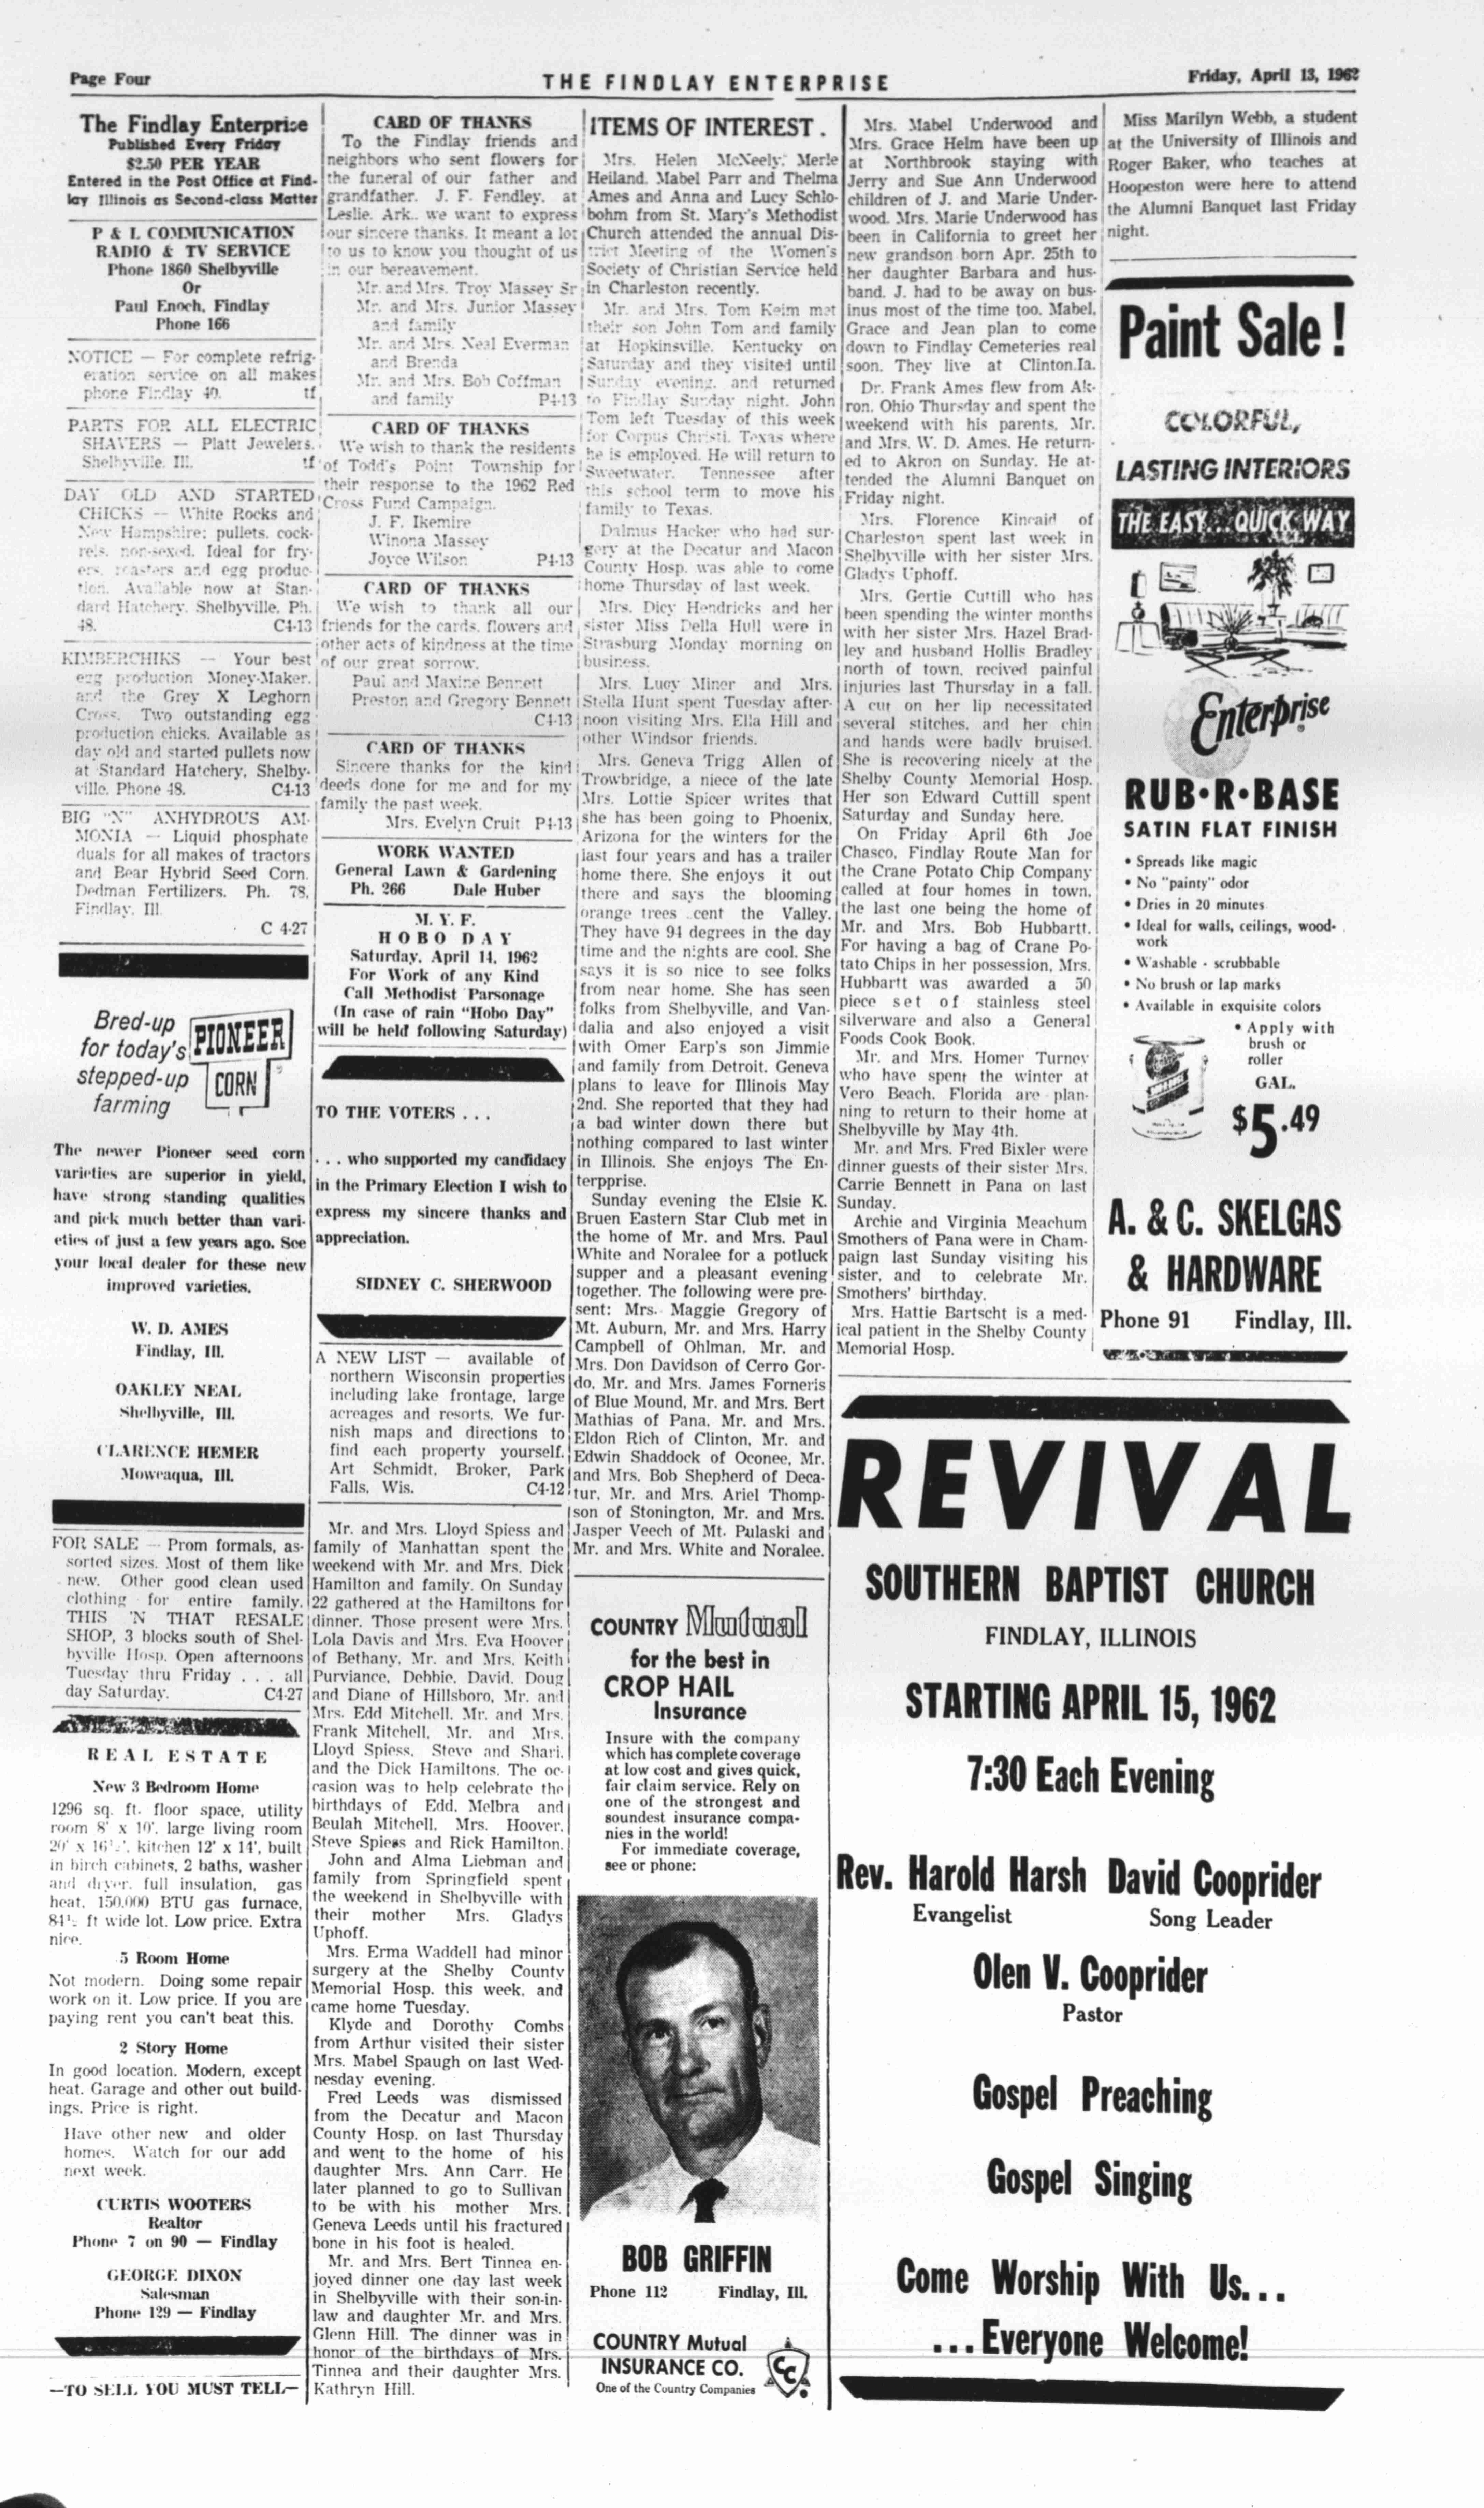 Page Four
THE FINDLAY ENTERPRISE
Friday, April 13, 1962
The Findlay Enterprise
Published Every Friday
$2.50 PER YEAR
Entered in the Post Office at Find-
lay Illinois as Second-class Matter
P & L COMMUNICATION
RADIO & TV SERVICE
Phone 1860 Shelbyville
Or
Paul Enoch, Findlay
Phone 166
NOTICE — For complete refrig-
eration service on all makes
phone Findlay 40. tf
PARTS FOR ALL ELECTRIC
SHAVERS — Platt Jewelers,
Shelbyville, Ill. tf
DAY OLD AND STARTED
CHICKS — White Rocks and
New Hampshire; pullets, cock-
rels, non-sexed. Ideal for fry-
ers, roasters and egg produc-
tion. Available now at Stan-
dard Hatchery, Shelbyville, Ph.
48. C4-13
KIMBERCHIKS — Your best
egg production Money-Maker,
and the Grey X Leghorn
Cross. Two outstanding egg
production chicks. Available as
day old and started pullets now
at Standard Hatchery, Shelby-
ville. Phone 48. C4-13
BIG "N" ANHYDROUS AM-
MONIA — Liquid phosphate
duals for all makes of tractors
and Bear Hybrid Seed Corn.
Dedman Fertilizers. Ph. 78,
Findlay, Ill.
C 4-27
Bred-up
for today's
stepped-up
farming
PIONEER
CORN
The newer Pioneer seed corn
varieties are superior in yield,
have strong standing qualities
and pick much better than vari-
eties of just a few years ago. See
your local dealer for these new
improved varieties.
W. D. AMES
Findlay, Ill.
OAKLEY NEAL
Shelbyville, Ill.
CLARENCE HEMER
Moweaqua, Ill.
FOR SALE — Prom formals, as-
sorted sizes. Most of them like
new. Other good clean used
clothing for entire family.
THIS 'N THAT RESALE
SHOP, 3 blocks south of Shel-
byville Hosp. Open afternoons
Tuesday thru Friday . . . all
day Saturday. C4-27
REAL ESTATE
New 3 Bedroom Home
1296 sq. ft. floor space, utility
room 8' x 10', large living room
20' x 16½', kitchen 12' x 14', built
in birch cabinets, 2 baths, washer
and dryer, full insulation, gas
heat, 150,000 BTU gas furnace,
84½ ft wide lot. Low price. Extra
nice.
5 Room Home
Not modern. Doing some repair
work on it. Low price. If you are
paying rent you can't beat this.
2 Story Home
In good location. Modern, except
heat. Garage and other out build-
ings. Price is right.
Have other new and older
homes. Watch for our add
next week.
CURTIS WOOTERS
Realtor
Phone 7 on 90 — Findlay
GEORGE DIXON
Salesman
Phone 129 — Findlay
—TO SELL YOU MUST TELL—
CARD OF THANKS
To the Findlay friends and
neighbors who sent flowers for
the funeral of our father and
grandfather, J. F. Fendley, at
Leslie, Ark., we want to express
our sincere thanks. It meant a lot
to us to know you thought of us
in our bereavement.
Mr. and Mrs. Troy Massey Sr
Mr. and Mrs. Junior Massey
and family
Mr. and Mrs. Neal Everman
and Brenda
Mr. and Mrs. Bob Coffman
and family P4-13
CARD OF THANKS
We wish to thank the residents
of Todd's Point Township for
their response to the 1962 Red
Cross Fund Campaign.
J. F. Ikemire
Winona Massey
Joyce Wilson P4-13
CARD OF THANKS
We wish to thank all our
friends for the cards, flowers and
other acts of kindness at the time
of our great sorrow.
Paul and Maxine Bennett
Preston and Gregory Bennett
C4-13
CARD OF THANKS
Sincere thanks for the kind
deeds done for me and for my
family the past week.
Mrs. Evelyn Cruit P4-13
WORK WANTED
General Lawn & Gardening
Ph. 266 Dale Huber
M. Y. F.
HOBO DAY
Saturday, April 14, 1962
For Work of any Kind
Call Methodist Parsonage
(In case of rain "Hobo Day"
will be held following Saturday)
TO THE VOTERS . . .
. . . who supported my candidacy
in the Primary Election I wish to
express my sincere thanks and
appreciation.
SIDNEY C. SHERWOOD
A NEW LIST — available of
northern Wisconsin properties
including lake frontage, large
acreages and resorts. We fur-
nish maps and directions to
find each property yourself.
Art Schmidt, Broker, Park
Falls, Wis. C4-12
Mr. and Mrs. Lloyd Spiess and
family of Manhattan spent the
weekend with Mr. and Mrs. Dick
Hamilton and family. On Sunday
22 gathered at the Hamiltons for
dinner. Those present were Mrs.
Lola Davis and Mrs. Eva Hoover
of Bethany, Mr. and Mrs. Keith
Purviance, Debbie, David, Doug
and Diane of Hillsboro, Mr. and
Mrs. Edd Mitchell, Mr. and Mrs.
Frank Mitchell, Mr. and Mrs.
Lloyd Spiess, Steve and Shari,
and the Dick Hamiltons. The oc-
casion was to help celebrate the
birthdays of Edd, Melbra and
Beulah Mitchell, Mrs. Hoover,
Steve Spiess and Rick Hamilton.
John and Alma Liebman and
family from Springfield spent
the weekend in Shelbyville with
their mother Mrs. Gladys
Uphoff.
Mrs. Erma Waddell had minor
surgery at the Shelby County
Memorial Hosp. this week, and
came home Tuesday.
Klyde and Dorothy Combs
from Arthur visited their sister
Mrs. Mabel Spaugh on last Wed-
nesday evening.
Fred Leeds was dismissed
from the Decatur and Macon
County Hosp. on last Thursday
and went to the home of his
daughter Mrs. Ann Carr. He
later planned to go to Sullivan
to be with his mother Mrs.
Geneva Leeds until his fractured
bone in his foot is healed.
Mr. and Mrs. Bert Tinnea en-
joyed dinner one day last week
in Shelbyville with their son-in-
law and daughter Mr. and Mrs.
Glenn Hill. The dinner was in
honor of the birthdays of Mrs.
Tinnea and their daughter Mrs.
Kathryn Hill.
ITEMS OF INTEREST .
Mrs. Helen McNeely, Merle
Heiland, Mabel Parr and Thelma
Ames and Anna and Lucy Schlo-
bohm from St. Mary's Methodist
Church attended the annual Dis-
trict Meeting of the Women's
Society of Christian Service held
in Charleston recently.
Mr. and Mrs. Tom Keim met
their son John Tom and family
at Hopkinsville, Kentucky on
Saturday and they visited until
Sunday evening, and returned
to Findlay Sunday night. John
Tom left Tuesday of this week
for Corpus Christi, Texas where
he is employed. He will return to
Sweetwater, Tennessee after
this school term to move his
family to Texas.
Dalmus Hacker who had sur-
gery at the Decatur and Macon
County Hosp. was able to come
home Thursday of last week.
Mrs. Dicy Hendricks and her
sister Miss Della Hull were in
Strasburg Monday morning on
business.
Mrs. Lucy Miner and Mrs.
Stella Hunt spent Tuesday after-
noon visiting Mrs. Ella Hill and
other Windsor friends.
Mrs. Geneva Trigg Allen of
Trowbridge, a niece of the late
Mrs. Lottie Spicer writes that
she has been going to Phoenix,
Arizona for the winters for the
last four years and has a trailer
home there. She enjoys it out
there and says the blooming
orange trees cent the Valley.
They have 94 degrees in the day
time and the nights are cool. She
says it is so nice to see folks
from near home. She has seen
folks from Shelbyville, and Van-
dalia and also enjoyed a visit
with Omer Earp's son Jimmie
and family from Detroit. Geneva
plans to leave for Illinois May
2nd. She reported that they had
a bad winter down there but
nothing compared to last winter
in Illinois. She enjoys The En-
terpprise.
Sunday evening the Elsie K.
Bruen Eastern Star Club met in
the home of Mr. and Mrs. Paul
White and Noralee for a potluck
supper and a pleasant evening
together. The following were pre-
sent: Mrs. Maggie Gregory of
Mt. Auburn, Mr. and Mrs. Harry
Campbell of Ohlman, Mr. and
Mrs. Don Davidson of Cerro Gor-
do, Mr. and Mrs. James Forneris
of Blue Mound, Mr. and Mrs. Bert
Mathias of Pana, Mr. and Mrs.
Eldon Rich of Clinton, Mr. and
Edwin Shaddock of Oconee, Mr.
and Mrs. Bob Shepherd of Deca-
tur, Mr. and Mrs. Ariel Thomp-
son of Stonington, Mr. and Mrs.
Jasper Veech of Mt. Pulaski and
Mr. and Mrs. White and Noralee.
COUNTRY Mutual
for the best in
CROP HAIL
Insurance
Insure with the company
which has complete coverage
at low cost and gives quick,
fair claim service. Rely on
one of the strongest and
soundest insurance compa-
nies in the world!
For immediate coverage,
see or phone:
BOB GRIFFIN
Phone 112 Findlay, Ill.
COUNTRY Mutual
INSURANCE CO.
One of the Country Companies
CC
Mrs. Mabel Underwood and
Mrs. Grace Helm have been up
at Northbrook staying with
Jerry and Sue Ann Underwood
children of J. and Marie Under-
wood. Mrs. Marie Underwood has
been in California to greet her
new grandson born Apr. 25th to
her daughter Barbara and hus-
band. J. had to be away on bus-
inus most of the time too. Mabel,
Grace and Jean plan to come
down to Findlay Cemeteries real
soon. They live at Clinton,Ia.
Dr. Frank Ames flew from Ak-
ron, Ohio Thursday and spent the
weekend with his parents, Mr.
and Mrs. W. D. Ames. He return-
ed to Akron on Sunday. He at-
tended the Alumni Banquet on
Friday night.
Mrs. Florence Kincaid of
Charleston spent last week in
Shelbyville with her sister Mrs.
Gladys Uphoff.
Mrs. Gertie Cuttill who has
been spending the winter months
with her sister Mrs. Hazel Brad-
ley and husband Hollis Bradley
north of town, recived painful
injuries last Thursday in a fall.
A cut on her lip necessitated
several stitches, and her chin
and hands were badly bruised.
She is recovering nicely at the
Shelby County Memorial Hosp.
Her son Edward Cuttill spent
Saturday and Sunday here.
On Friday April 6th Joe
Chasco, Findlay Route Man for
the Crane Potato Chip Company
called at four homes in town,
the last one being the home of
Mr. and Mrs. Bob Hubbartt.
For having a bag of Crane Po-
tato Chips in her possession, Mrs.
Hubbartt was awarded a 50
piece set of stainless steel
silverware and also a General
Foods Cook Book.
Mr. and Mrs. Homer Turney
who have spent the winter at
Vero Beach, Florida are plan-
ning to return to their home at
Shelbyville by May 4th.
Mr. and Mrs. Fred Bixler were
dinner guests of their sister Mrs.
Carrie Bennett in Pana on last
Sunday.
Archie and Virginia Meachum
Smothers of Pana were in Cham-
paign last Sunday visiting his
sister, and to celebrate Mr.
Smothers' birthday.
Mrs. Hattie Bartscht is a med-
ical patient in the Shelby County
Memorial Hosp.
Miss Marilyn Webb, a student
at the University of Illinois and
Roger Baker, who teaches at
Hoopeston were here to attend
the Alumni Banquet last Friday
night.
Paint Sale!
COLORFUL,
LASTING INTERIORS
THE EASY...QUICK WAY
Enterprise
RUB•R•BASE
SATIN FLAT FINISH
• Spreads like magic
• No "painty" odor
• Dries in 20 minutes
• Ideal for walls, ceilings, wood-
work
• Washable - scrubbable
• No brush or lap marks
• Available in exquisite colors
• Apply with
brush or
roller
GAL.
$5.49
A. & C. SKELGAS
& HARDWARE
Phone 91 Findlay, Ill.
REVIVAL
SOUTHERN BAPTIST CHURCH
FINDLAY, ILLINOIS
STARTING APRIL 15, 1962
7:30 Each Evening
Rev. Harold Harsh David Cooprider
Evangelist Song Leader
Olen V. Cooprider
Pastor
Gospel Preaching
Gospel Singing
Come Worship With Us...
...Everyone Welcome!